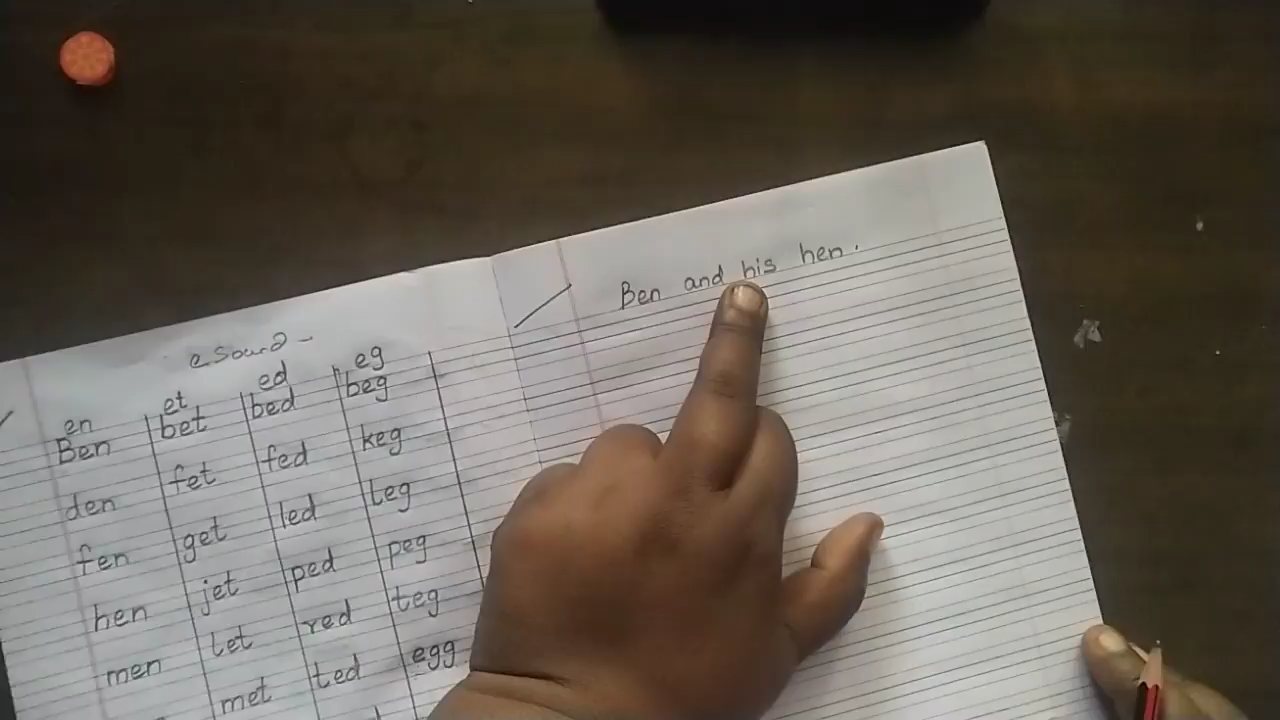 e Sound -
en et ed eg
Ben bet bed beg
den fet fed keg
fen get led leg
hen jet ped peg
men let red teg
met ted egg
Ben and his hen.